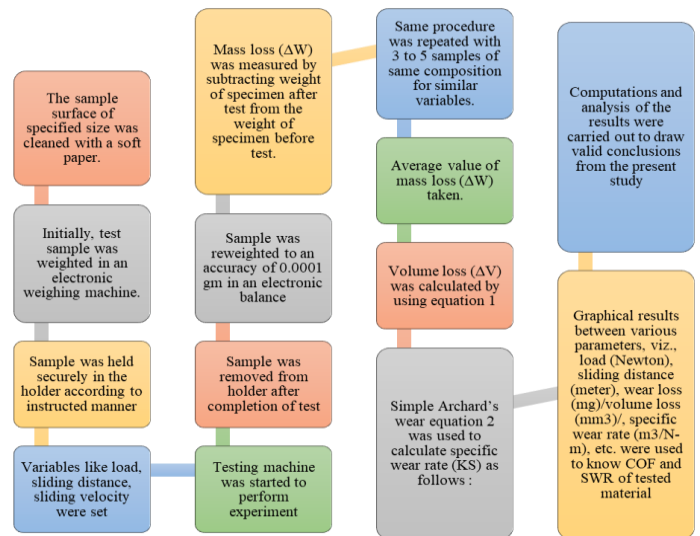 The sample
surface of
specified size was
cleaned with a soft
paper.
Initially, test
sample was
weighted in an
electronic
weighing machine.
Sample was held
securely in the
holder according to
instructed manner
Variables like load,
sliding distance,
sliding velocity
were set
Testing machine
was started to
perform
experiment
Sample was
removed from
holder after
completion of test
Sample was
reweighted to an
accuracy of 0.0001
gm in an electronic
balance
Mass loss (ΔW)
was measured by
subtracting weight
of specimen after
test from the
weight of
specimen before
test.
Same procedure
was repeated with
3 to 5 samples of
same composition
for similar
variables.
Average value of
mass loss (ΔW)
taken.
Volume loss (ΔV)
was calculated by
using equation 1
Simple Archard's
wear equation 2
was used to
calculate specific
wear rate (KS) as
follows :
Graphical results
between various
parameters, viz.,
load (Newton),
sliding distance
(meter), wear loss
(mg)/volume loss
(mm3)/, specific
wear rate (m3/N-
m), etc. were used
to know COF and
SWR of tested
material
Computations and
analysis of the
results were
carried out to draw
valid conclusions
from the present
study